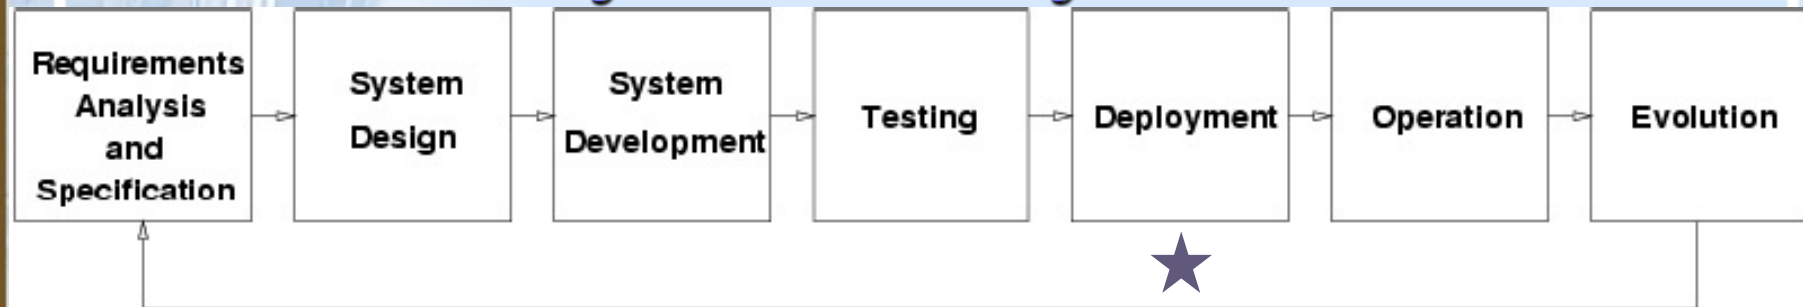 Requirements
Analysis
and
Specification
System
Design
System
Development
Testing
Deployment
Operation
Evolution